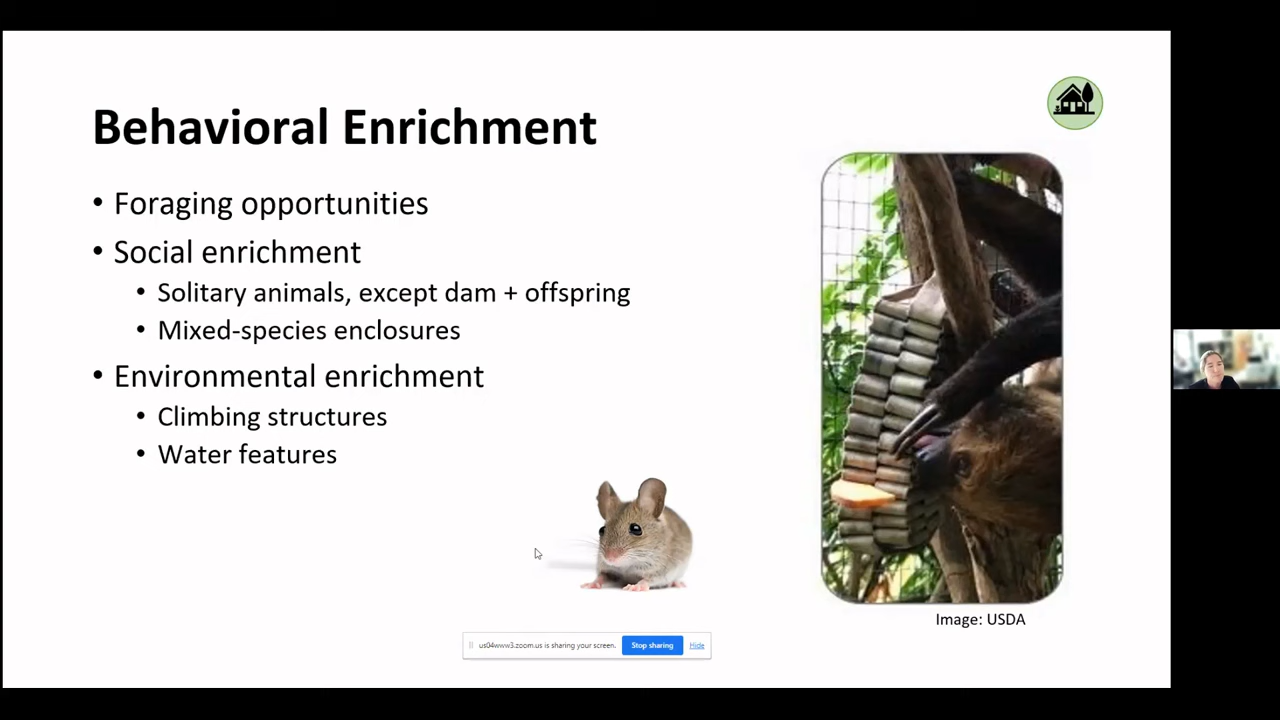 Behavioral Enrichment
• Foraging opportunities
• Social enrichment
• Solitary animals, except dam + offspring
• Mixed-species enclosures
• Environmental enrichment
• Climbing structures
• Water features
Image: USDA
us04www3.zoom.us is sharing your screen. Stop sharing Hide